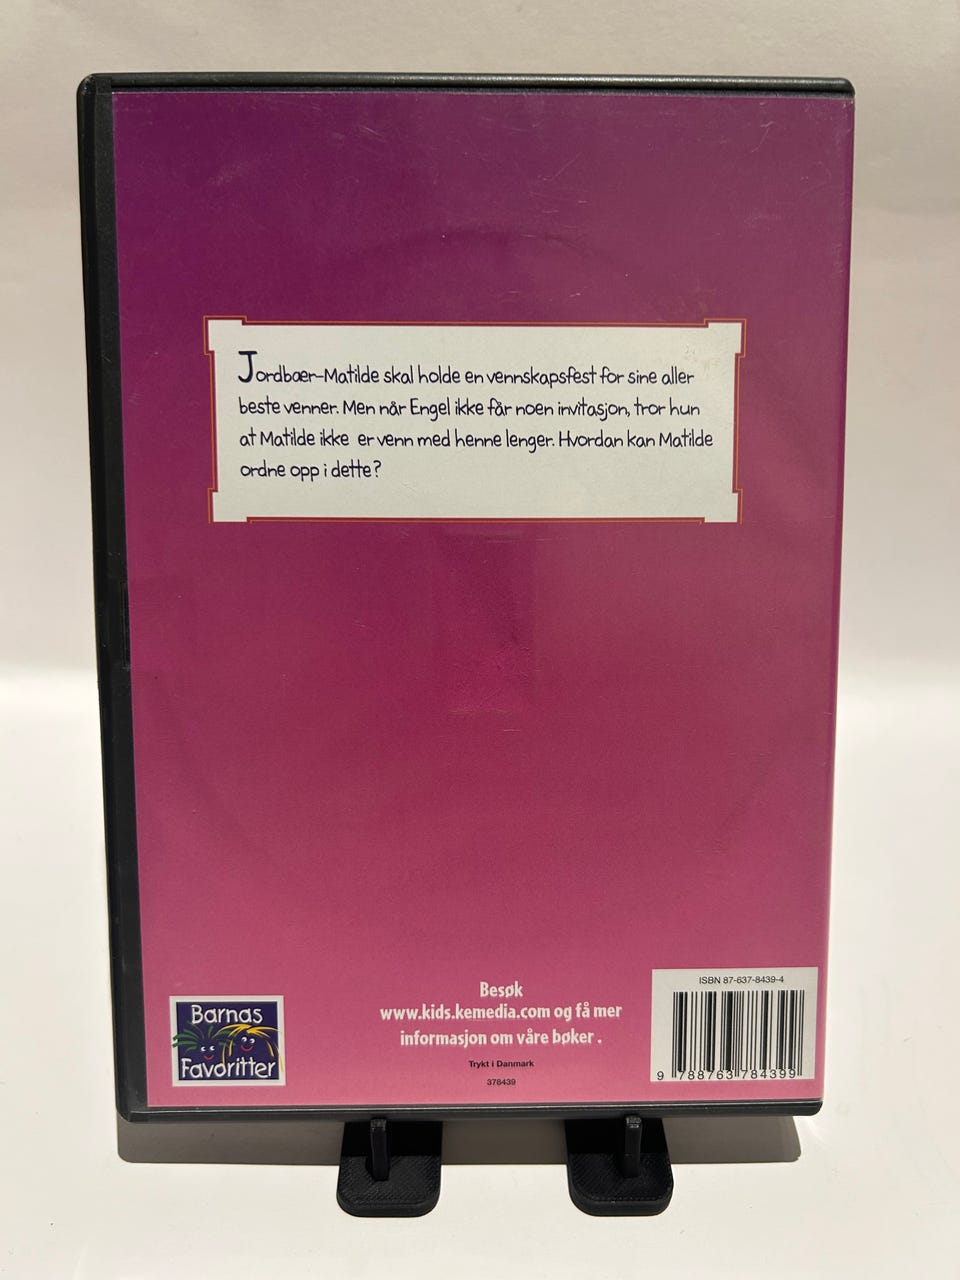 Jordbær-Matilde skal holde en vennskapsfest for sine aller
beste venner. Men når Engel ikke får noen invitasjon, tror hun
at Matilde ikke er venn med henne lenger. Hvordan kan Matilde
ordne opp i dette?
Barnas
Favoritter
Besøk
www.kids.kemedia.com og få mer
informasjon om våre bøker .
Trykt i Danmark
378439
ISBN 87-637-8439-4
9 788763 784399